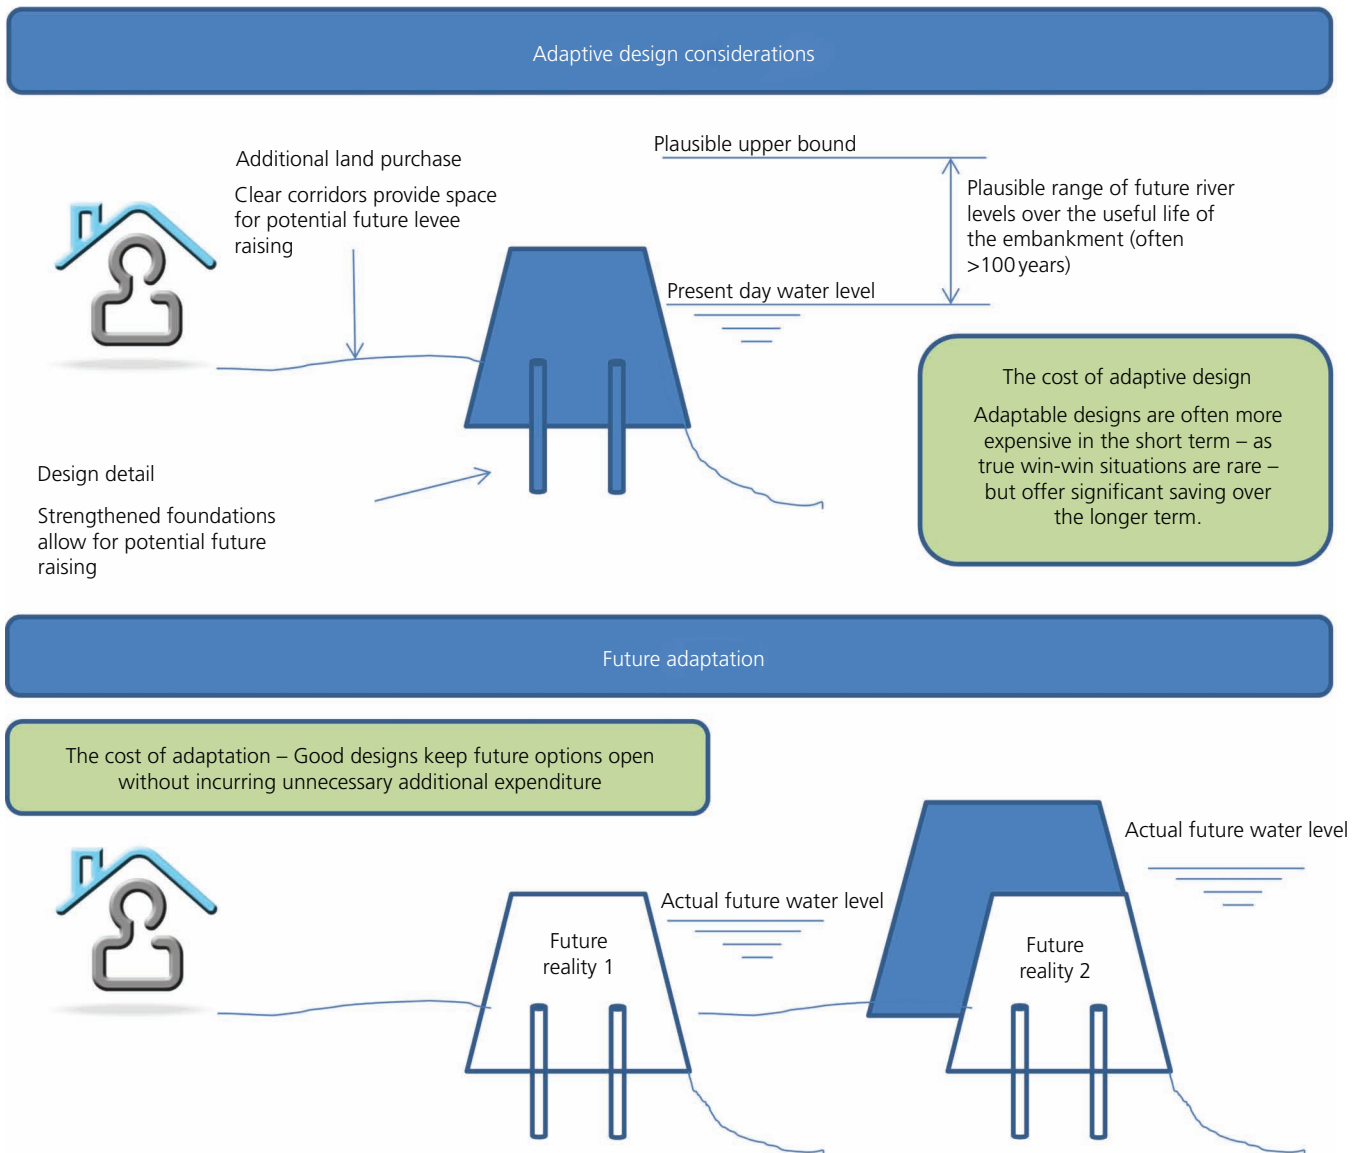 Adaptive design considerations
Additional land purchase
Clear corridors provide space
for potential future levee
raising
Plausible upper bound
Plausible range of future river
levels over the useful life of
the embankment (often
>100 years)
Present day water level
The cost of adaptive design
Adaptable designs are often more
expensive in the short term – as
true win-win situations are rare –
but offer significant saving over
the longer term.
Design detail
Strengthened foundations
allow for potential future
raising
Future adaptation
The cost of adaptation – Good designs keep future options open
without incurring unnecessary additional expenditure
Actual future water level
Future
reality 1
Actual future water level
Future
reality 2